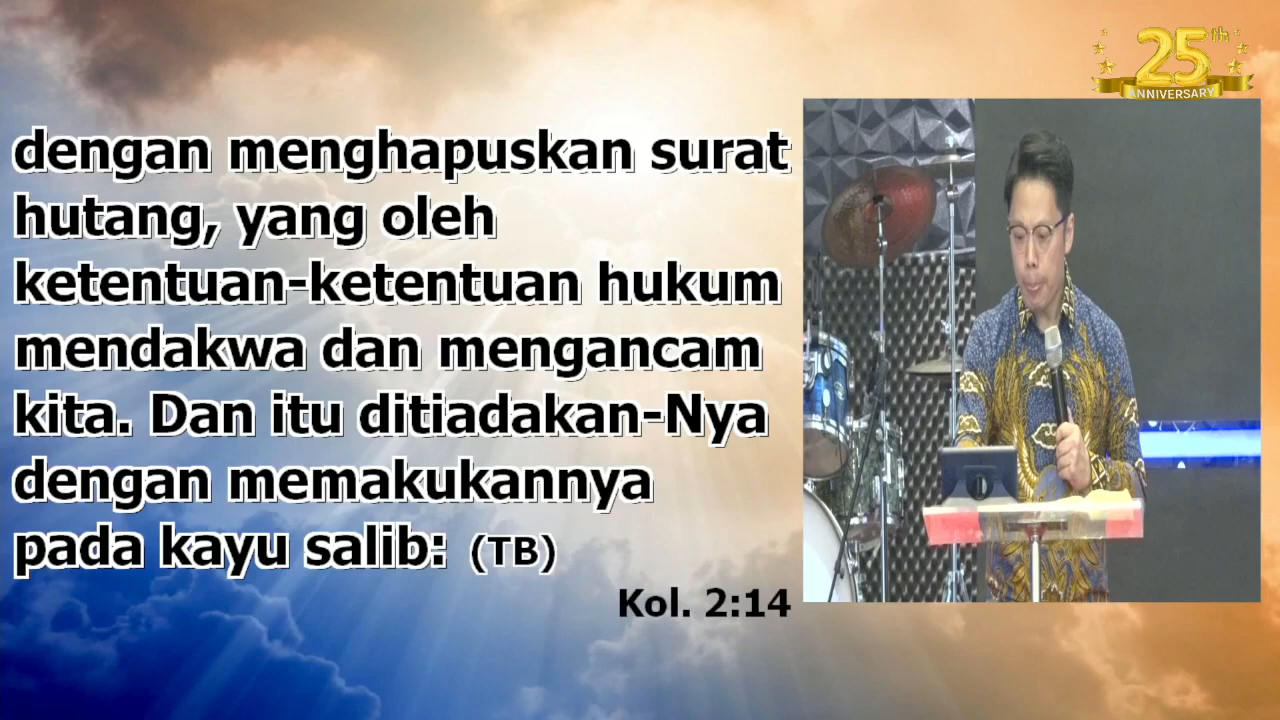 25th
ANNIVERSARY
dengan menghapuskan surat
hutang, yang oleh
ketentuan-ketentuan hukum
mendakwa dan mengancam
kita. Dan itu ditiadakan-Nya
dengan memakukannya
pada kayu salib: (TB)
Kol. 2:14